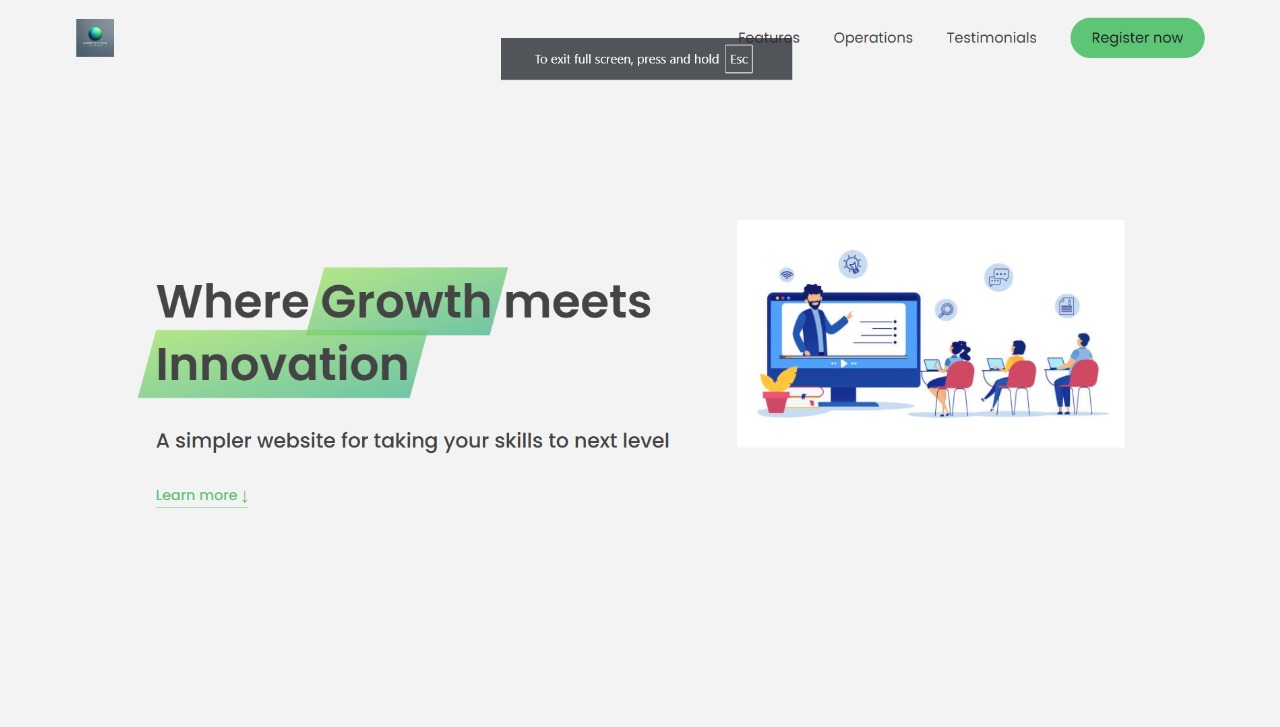 Features
Operations
Testimonials
Register now
To exit full screen, press and hold Esc
Where Growth meets
Innovation
A simpler website for taking your skills to next level
Learn more ↓